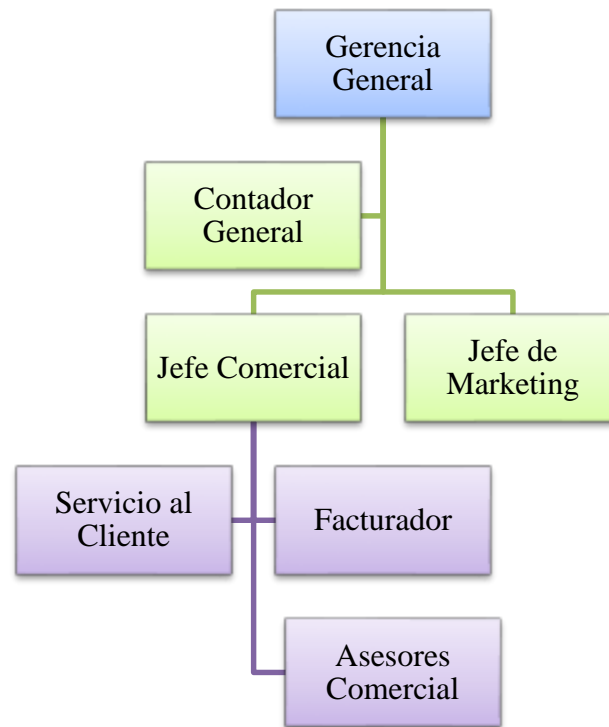 Gerencia
General
Contador
General
Jefe Comercial
Jefe de
Marketing
Servicio al
Cliente
Facturador
Asesores
Comercial